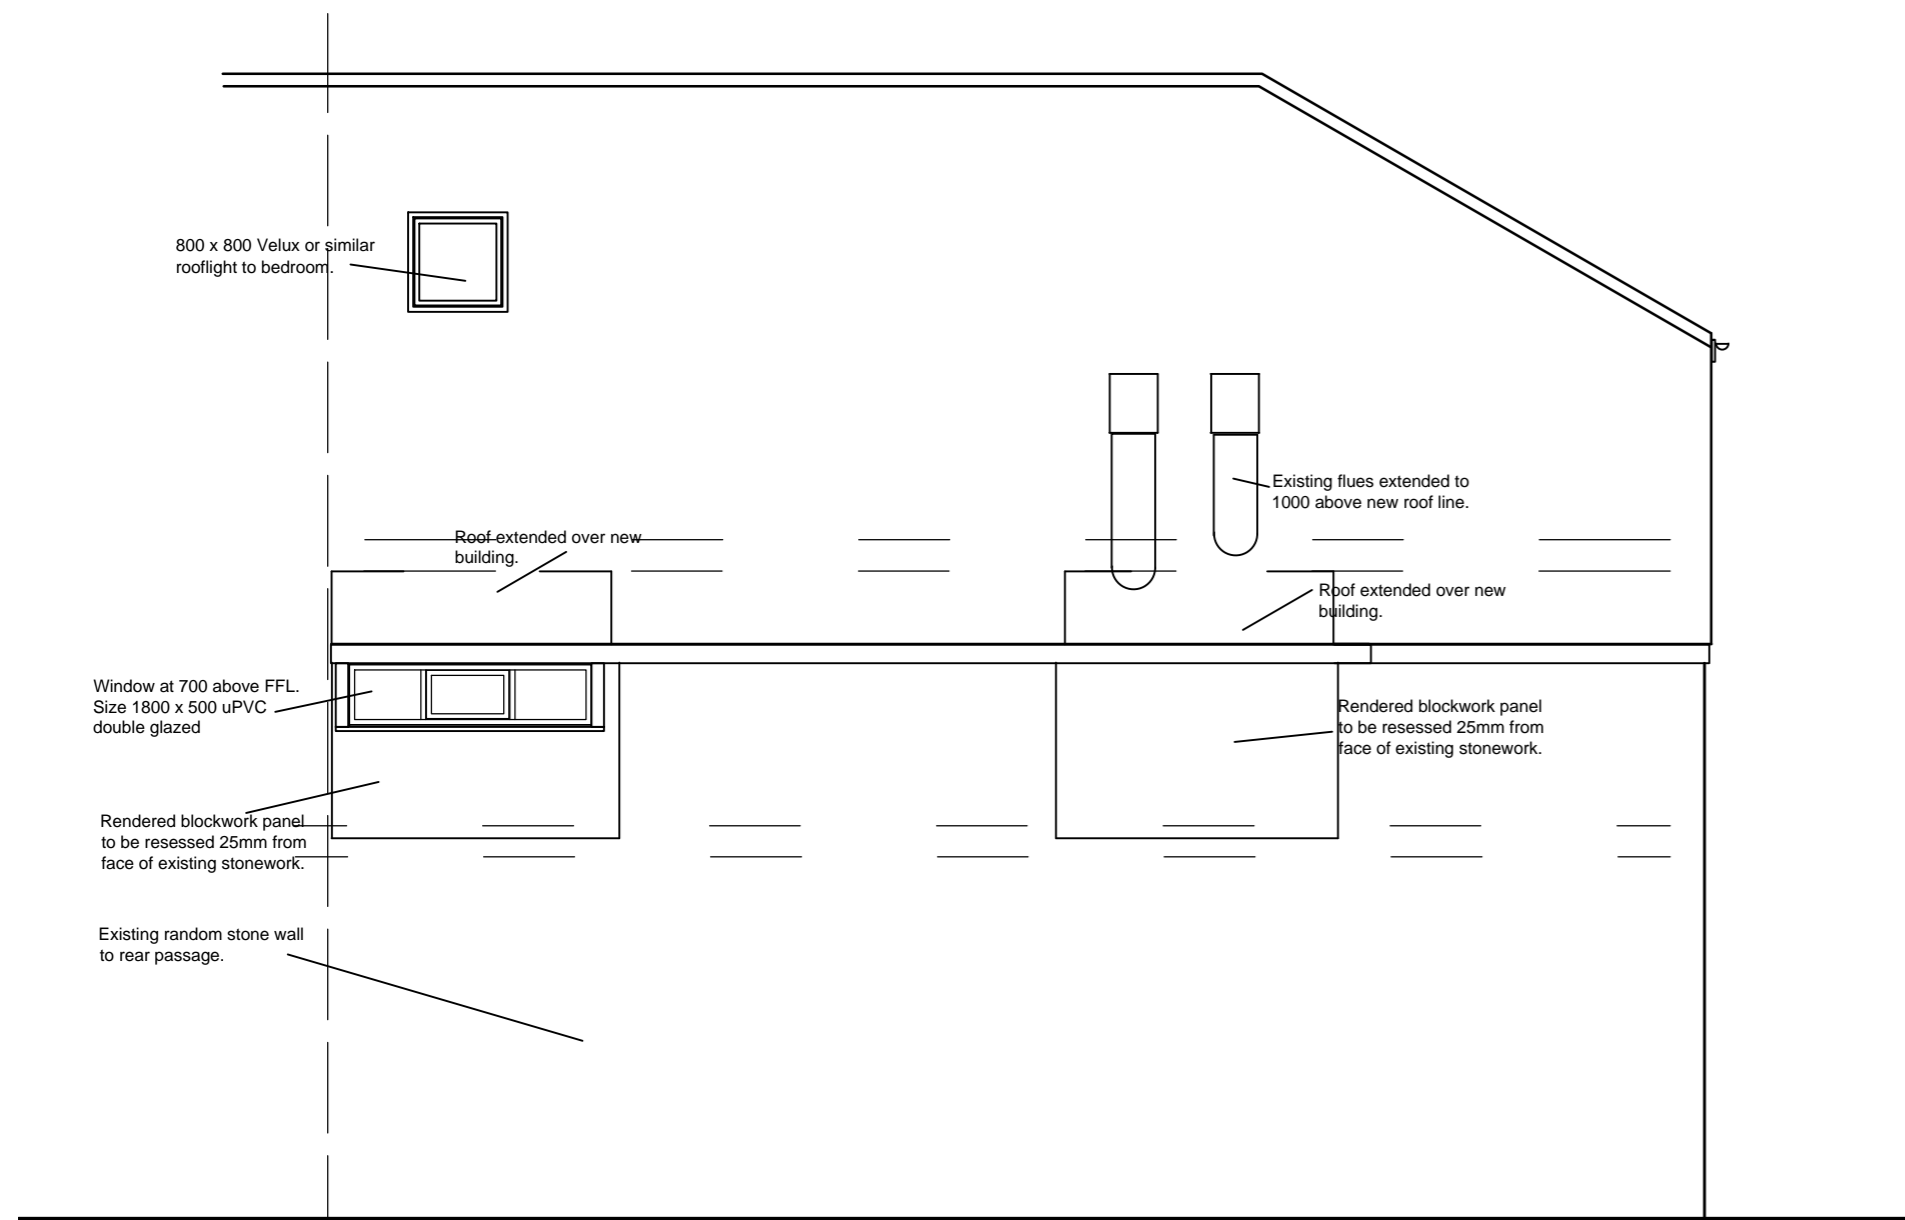 800 x 800 Velux or similar
rooflight to bedroom.
Existing flues extended to
1000 above new roof line.
Roof extended over new
building.
Roof extended over new
building.
Window at 700 above FFL.
Size 1800 x 500 uPVC
double glazed
Rendered blockwork panel
to be resessed 25mm from
face of existing stonework.
Rendered blockwork panel
to be resessed 25mm from
face of existing stonework.
Existing random stone wall
to rear passage.